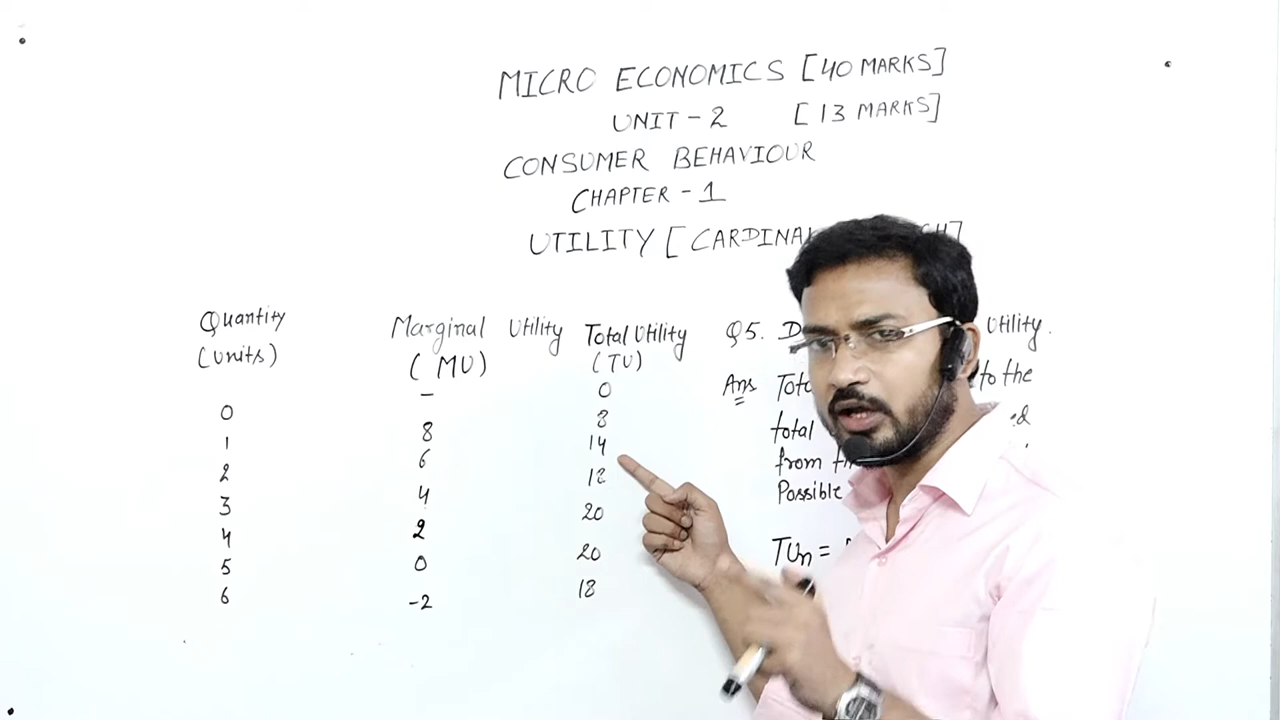 MICRO ECONOMICS [40 MARKS]
UNIT-2 [13 MARKS]
CONSUMER BEHAVIOUR
CHAPTER-1
UTILITY [CARDINAL
Quantity (Units)
Marginal Utility (MU)
Total Utility (TU)
0 - 0
1 8 8
2 6 14
3 4 18
4 2 20
5 0 20
6 -2 18
Q5. Utility.
Ans to the
total
from
Possible
TUn =